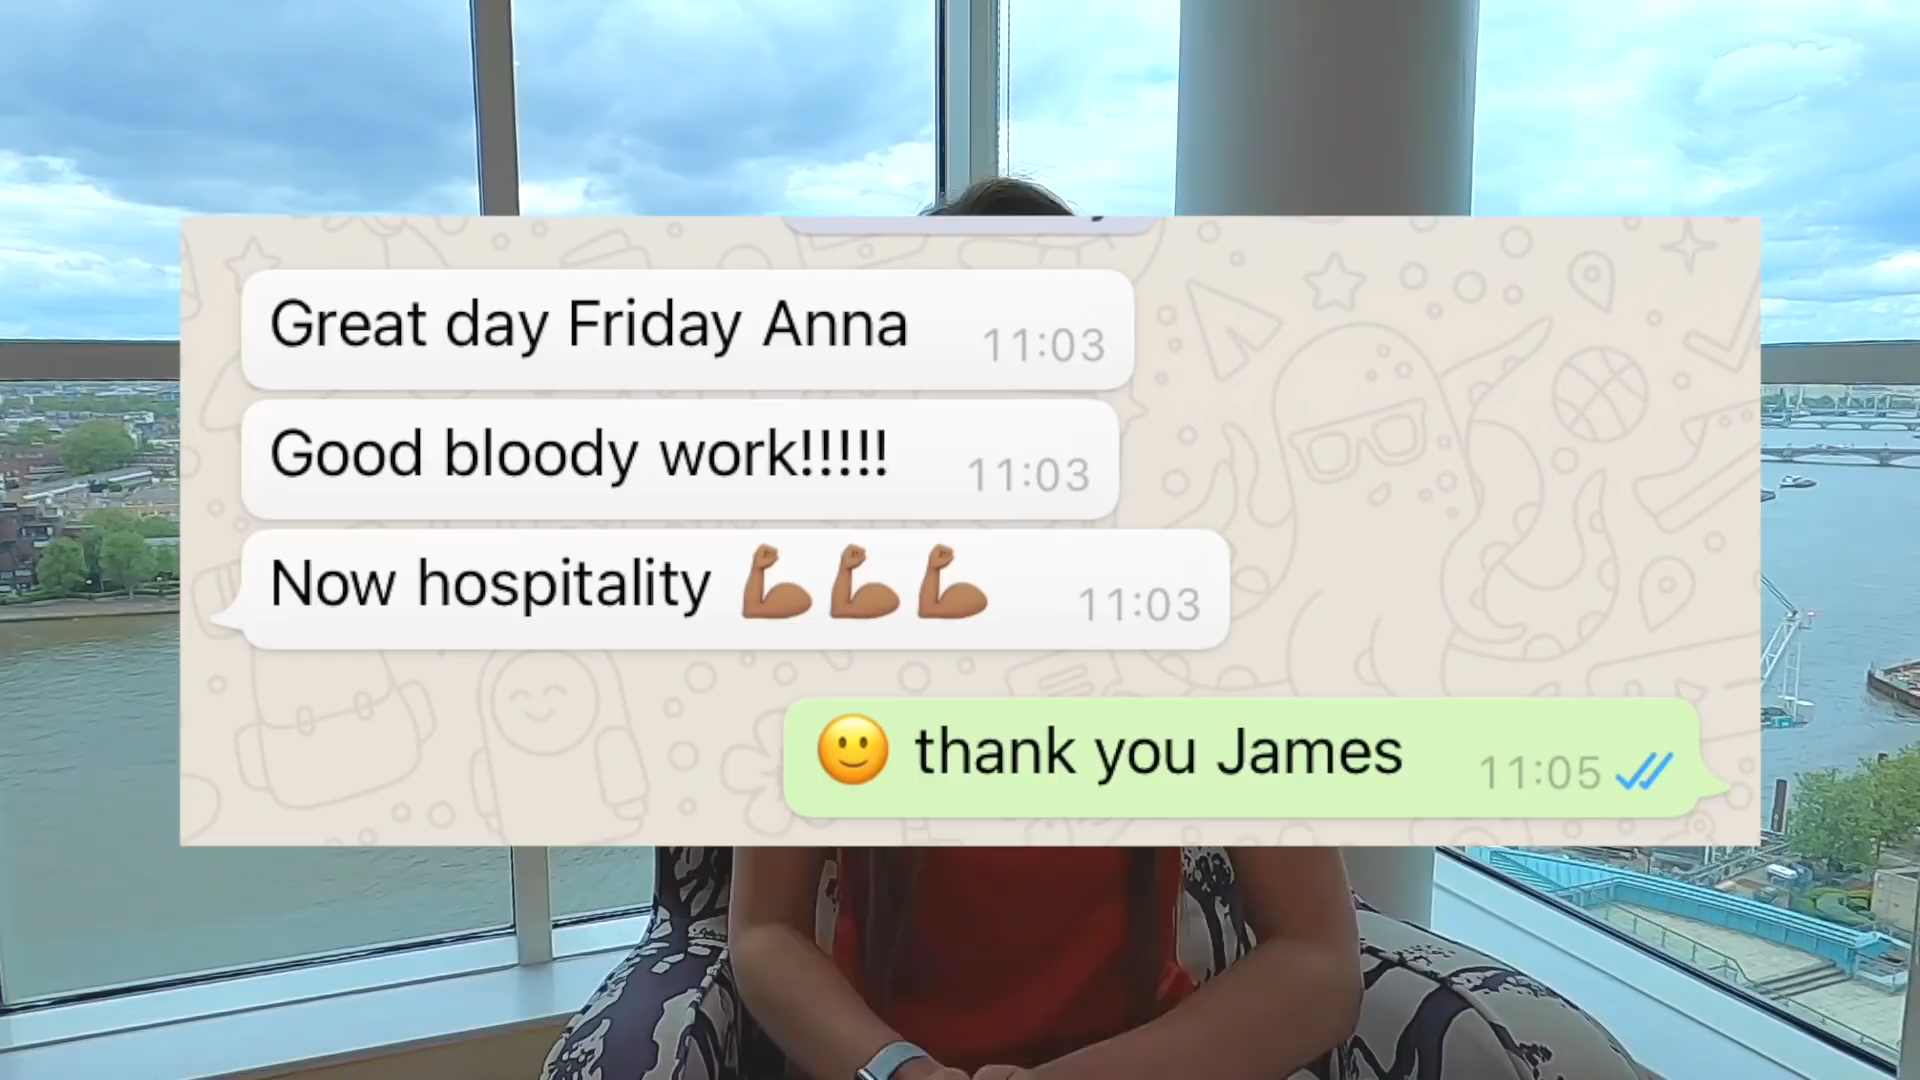 Great day Friday Anna 11:03
Good bloody work!!!!! 11:03
Now hospitality 💪🏽💪🏽💪🏽 11:03
🙂 thank you James 11:05